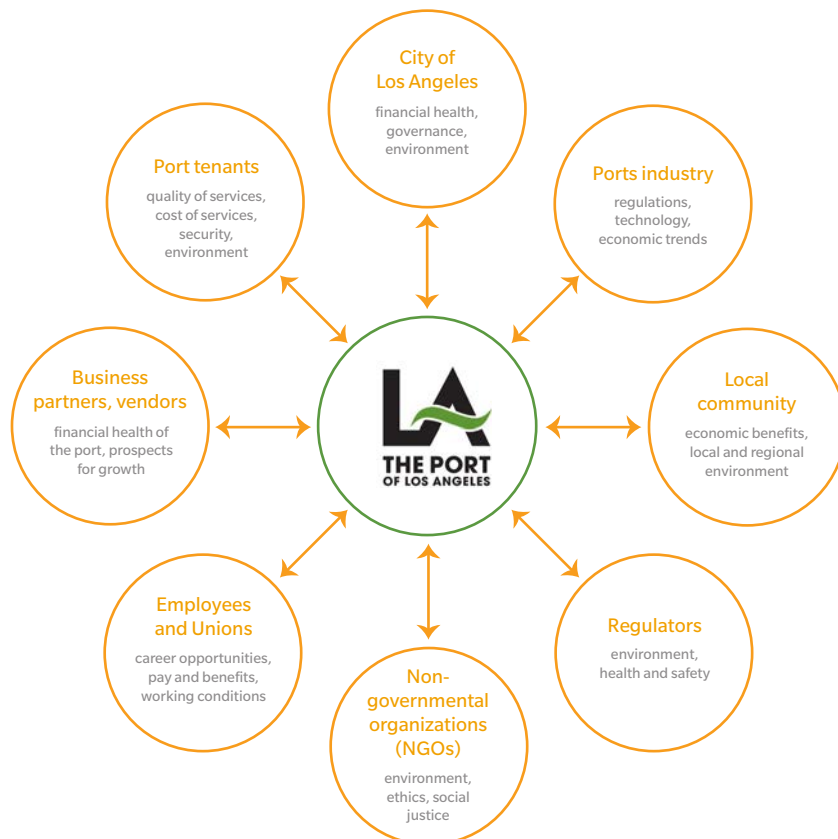 City of
Los Angeles
financial health,
governance,
environment
Port tenants
quality of services,
cost of services,
security,
environment
Ports industry
regulations,
technology,
economic trends
Business
partners, vendors
financial health of
the port, prospects
for growth
LA
THE PORT
OF LOS ANGELES
Local
community
economic benefits,
local and regional
environment
Employees
and Unions
career opportunities,
pay and benefits,
working conditions
Non-
governmental
organizations
(NGOs)
environment,
ethics, social
justice
Regulators
environment,
health and safety